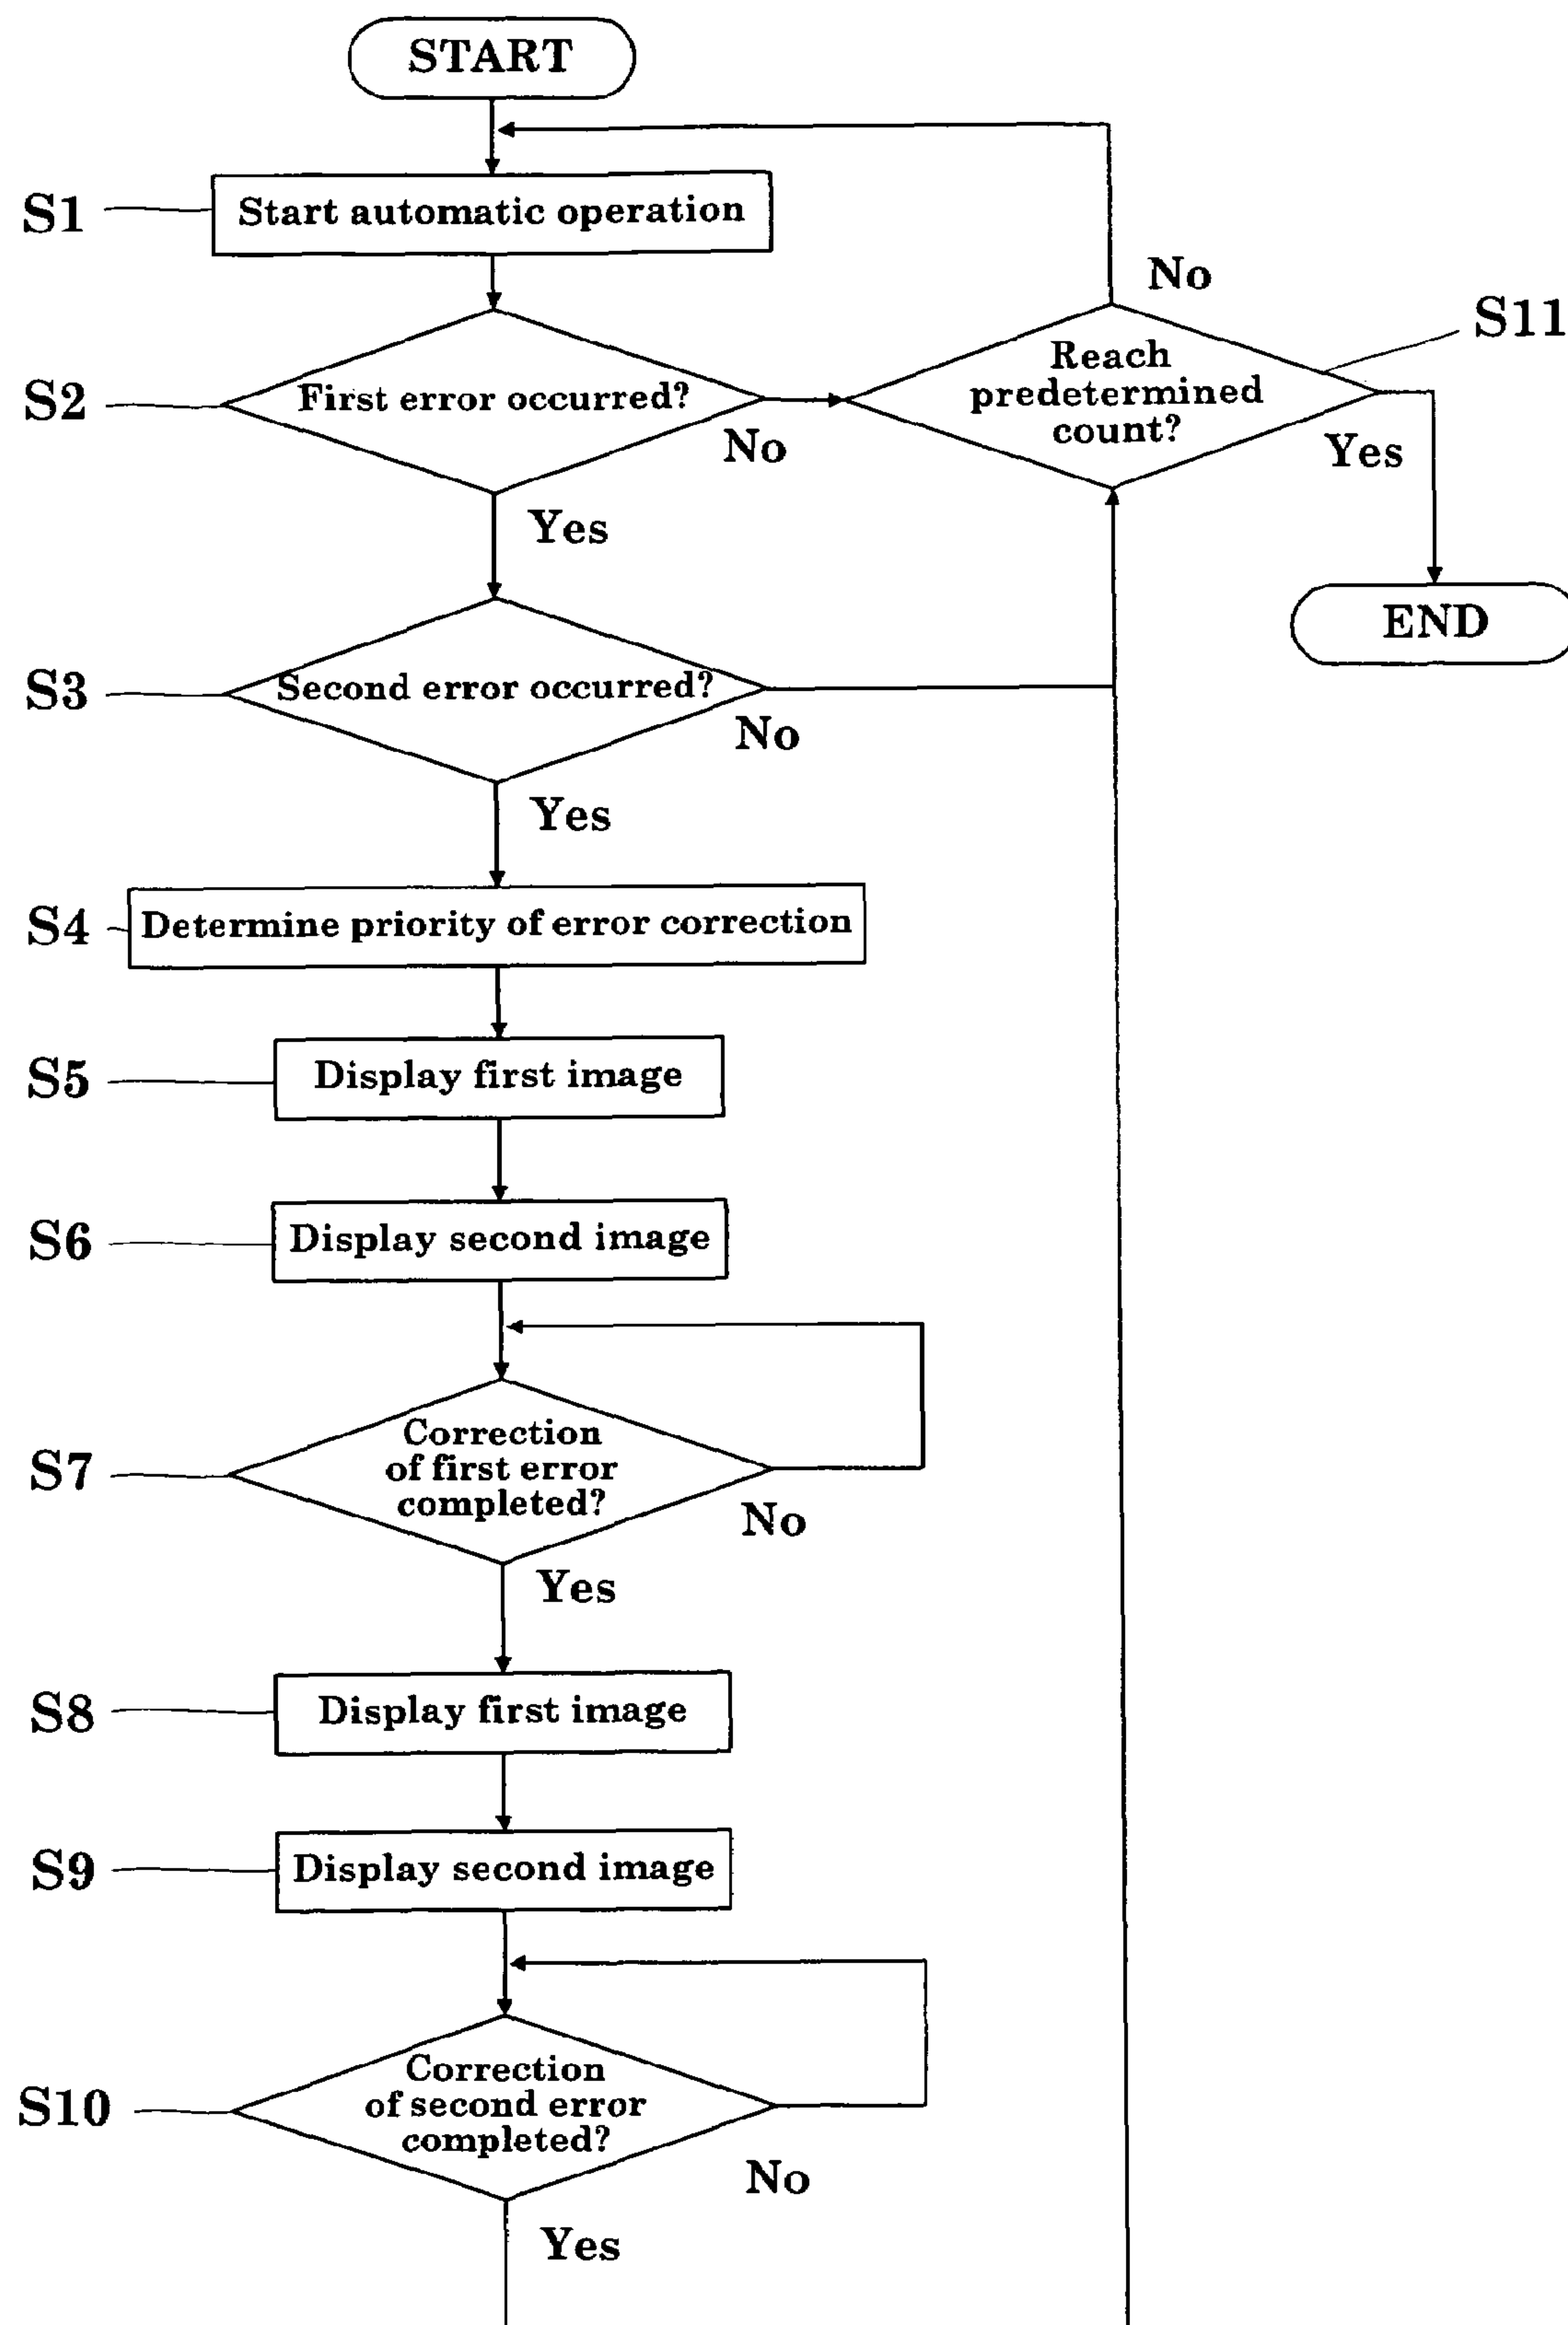 START
S1
Start automatic operation
No
S11
S2
First error occurred?
No
Reach
predetermined
count?
Yes
Yes
END
S3
Second error occurred?
No
Yes
S4
Determine priority of error correction
S5
Display first image
S6
Display second image
S7
Correction
of first error
completed?
No
Yes
S8
Display first image
S9
Display second image
S10
Correction
of second error
completed?
No
Yes